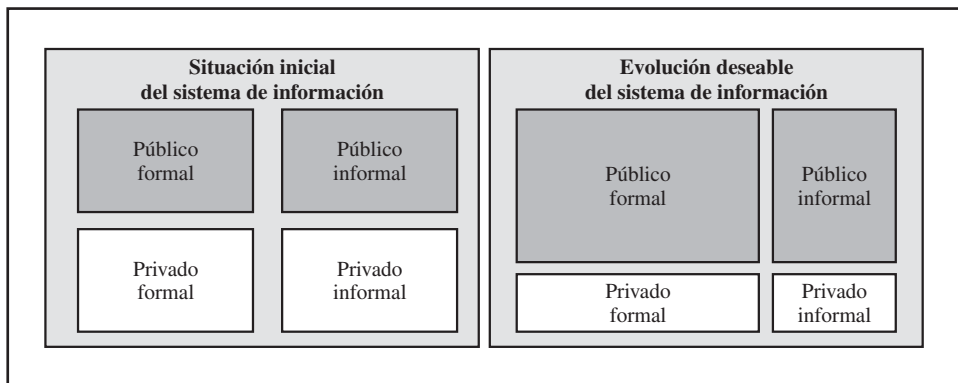 Situación inicial
del sistema de información
Público
formal
Público
informal
Privado
formal
Privado
informal
Evolución deseable
del sistema de información
Público
formal
Público
informal
Privado
formal
Privado
informal